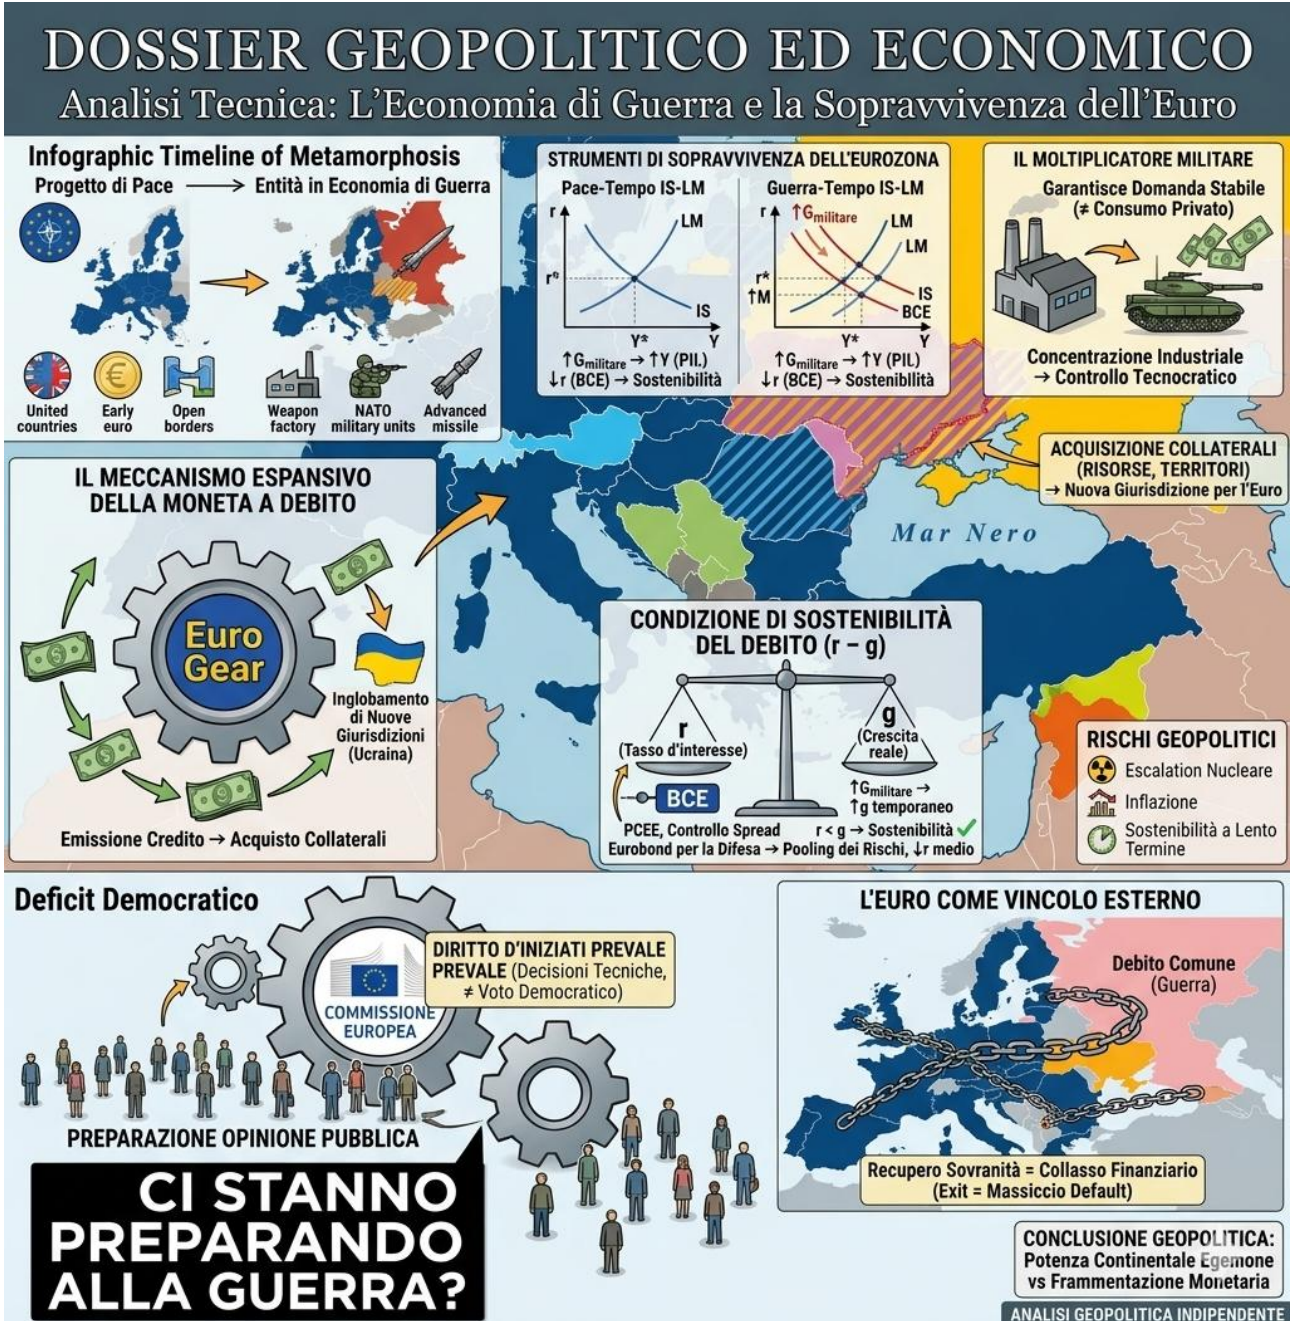 DOSSIER GEOPOLITICO ED ECONOMICO
Analisi Tecnica: L'Economia di Guerra e la Sopravvivenza dell'Euro
Infographic Timeline of Metamorphosis
Progetto di Pace → Entità in Economia di Guerra
United countries
Early euro
Open borders
Weapon factory
NATO military units
Advanced missile
STRUMENTI DI SOPRAVVIVENZA DELL'EUROZONA
Pace-Tempo IS-LM
r
LM
IS
Y*
Y
↑Gmilitare → ↑Y (PIL)
↓r (BCE) → Sostenibilità
Guerra-Tempo IS-LM
r
↑Gmilitare
LM
LM
r*
↑M
IS
BCE
Y*
Y
↑Gmilitare → ↑Y (PIL)
↓r (BCE) → Sostenibilità
IL MOLTIPLICATORE MILITARE
Garantisce Domanda Stabile
(≠ Consumo Privato)
Concentrazione Industriale
→ Controllo Tecnocratico
ACQUISIZIONE COLLATERALI
(RISORSE, TERRITORI)
→ Nuova Giurisdizione per l'Euro
Mar Nero
IL MECCANISMO ESPANSIVO
DELLA MONETA A DEBITO
Euro
Gear
Inglobamento
di Nuove
Giurisdizioni
(Ucraina)
Emissione Credito → Acquisto Collaterali
CONDIZIONE DI SOSTENIBILITÀ
DEL DEBITO (r – g)
r
(Tasso d'interesse)
g
(Crescita
reale)
BCE
↑Gmilitare →
↑g temporaneo
PCEE, Controllo Spread
r < g → Sostenibilità ✓
Eurobond per la Difesa → Pooling dei Rischi, ↓r medio
RISCHI GEOPOLITICI
Escalation Nucleare
Inflazione
Sostenibilità a Lento
Termine
Deficit Democratico
COMMISSIONE
EUROPEA
DIRITTO D'INIZIATI PREVALE
PREVALE (Decisioni Tecniche,
≠ Voto Democratico)
PREPARAZIONE OPINIONE PUBBLICA
CI STANNO
PREPARANDO
ALLA GUERRA?
L'EURO COME VINCOLO ESTERNO
Debito Comune
(Guerra)
Recupero Sovranità = Collasso Finanziario
(Exit = Massiccio Default)
CONCLUSIONE GEOPOLITICA:
Potenza Continentale Egemone
vs Frammentazione Monetaria
ANALISI GEOPOLITICA INDIPENDENTE